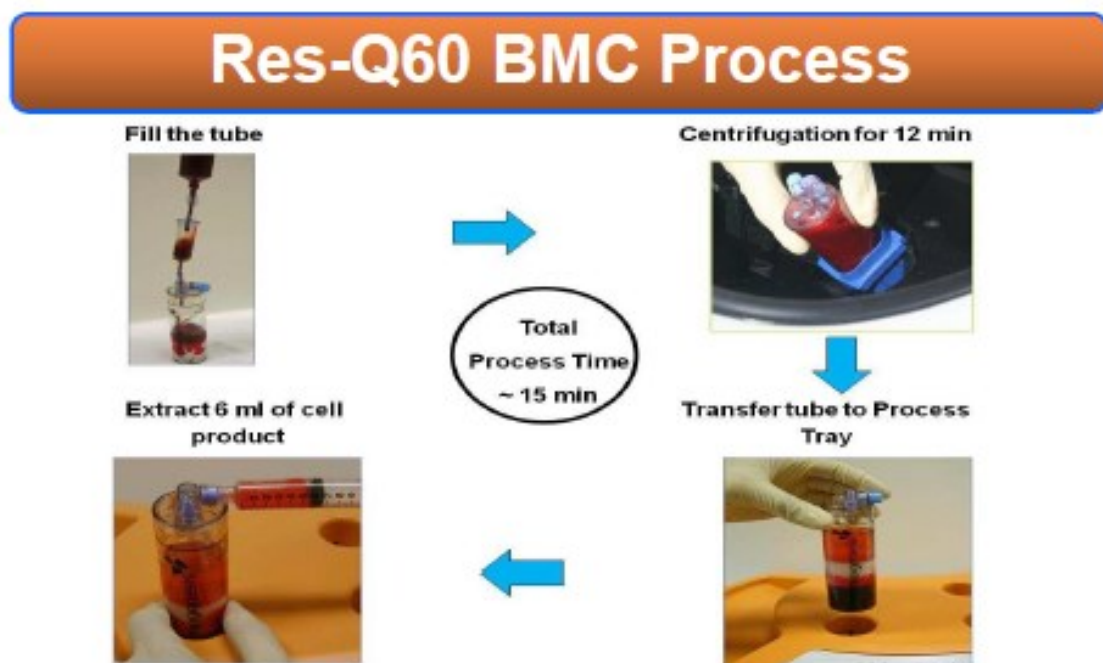 Res-Q60 BMC Process
Fill the tube
Centrifugation for 12 min
Total
Process Time
~ 15 min
Transfer tube to Process
Tray
Extract 6 ml of cell
product